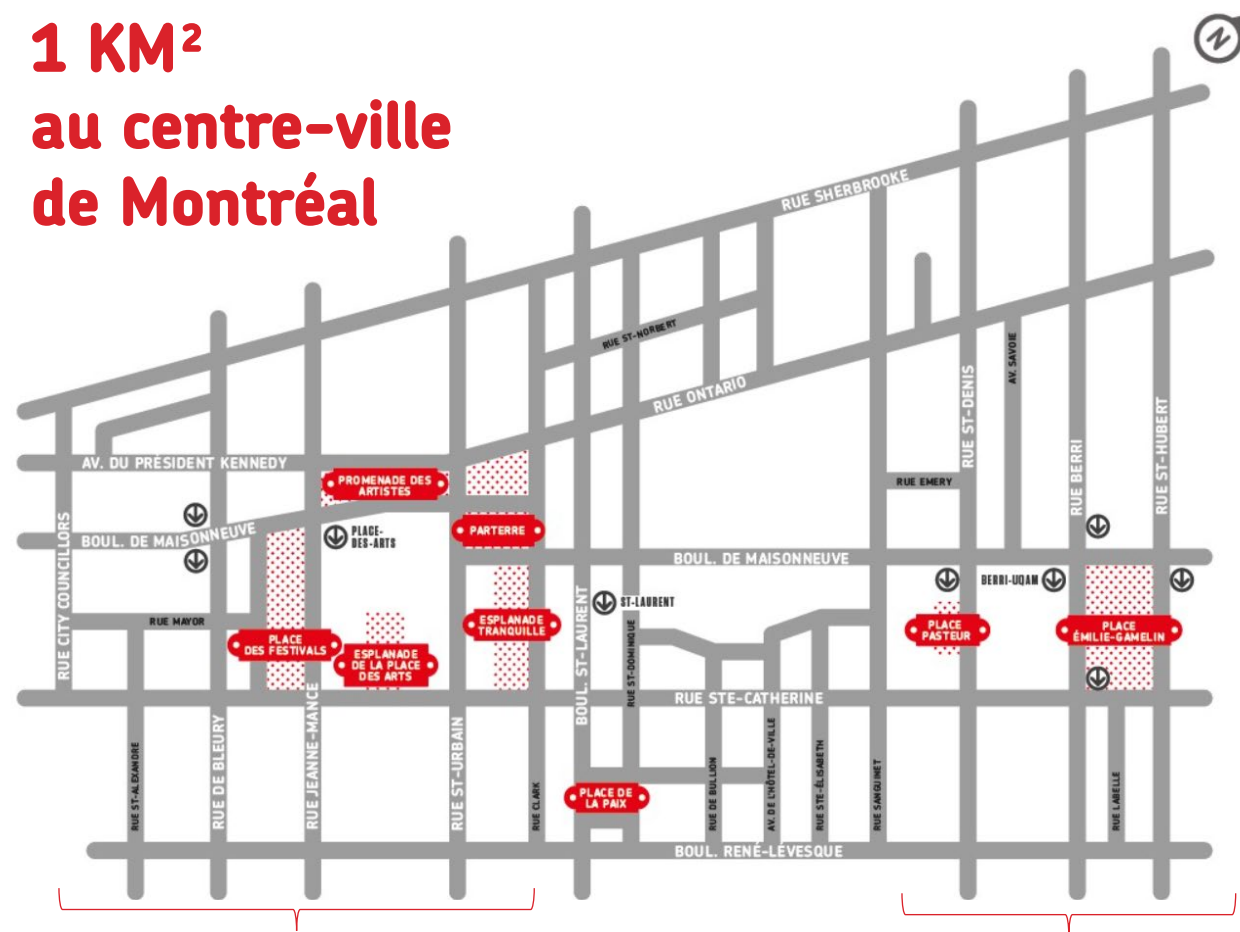 1 KM²
au centre-ville
de Montréal
N
RUE SHERBROOKE
RUE ST-NORBERT
RUE ONTARIO
AV. SAVOIE
RUE ST-DENIS
RUE BERRI
RUE ST-HUBERT
AV. DU PRÉSIDENT KENNEDY
PROMENADE DES
ARTISTES
RUE EMERY
BOUL. DE MAISONNEUVE
PLACE-
DES-ARTS
PARTERRE
BOUL. DE MAISONNEUVE
RUE CITY COUNCILLORS
BERRI-UQAM
ST-LAURENT
RUE MAYOR
PLACE
DES FESTIVALS
ESPLANADE
DE LA PLACE
DES ARTS
ESPLANADE
TRANQUILLE
PLACE
PASTEUR
PLACE
ÉMILIE-GAMELIN
BOUL. ST-LAURENT
RUE ST-DOMINIQUE
RUE STE-CATHERINE
RUE ST-ALEXANDRE
RUE DE BLEURY
RUE JEANNE-MANCE
RUE ST-URBAIN
RUE CLARK
PLACE DE
LA PAIX
RUE DE BULLION
AV. DE L'HÔTEL-DE-VILLE
RUE STE-ÉLISABETH
RUE SANGUINET
RUE LABELLE
BOUL. RENÉ-LÉVESQUE